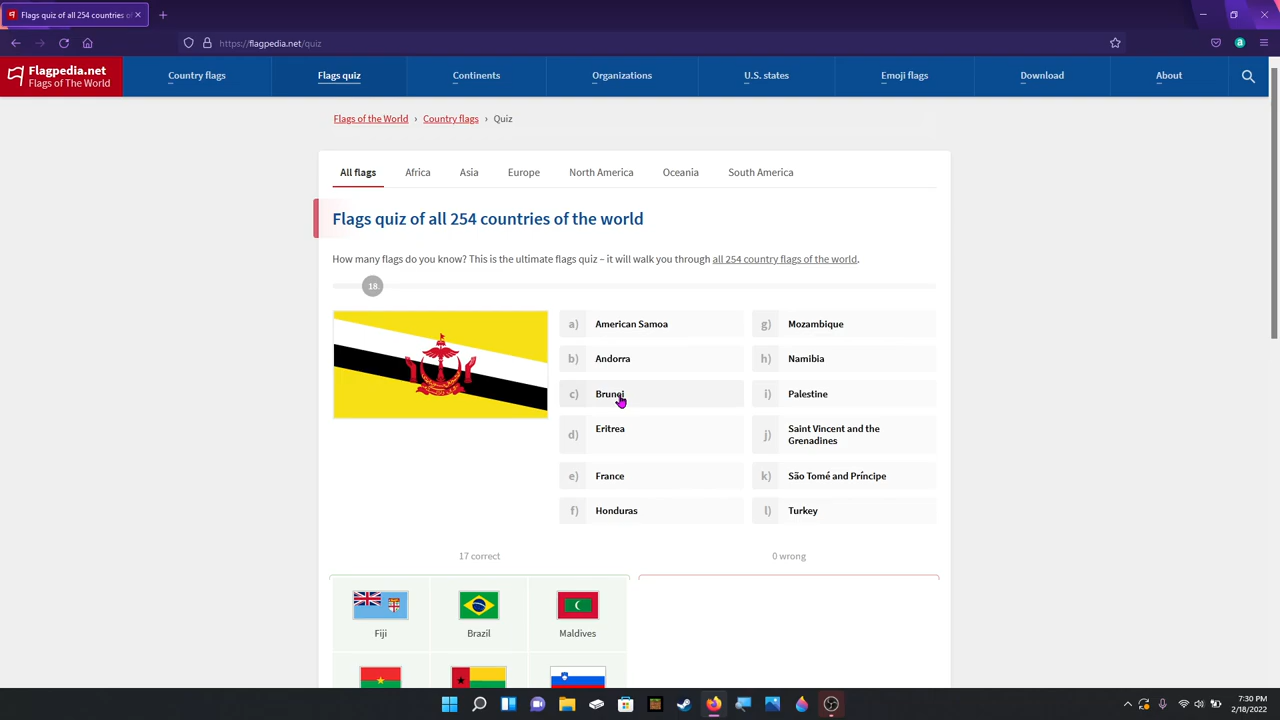 Flags quiz of all 254 countries of
https://flagpedia.net/quiz
Flagpedia.net
Flags of The World
Country flags
Flags quiz
Continents
Organizations
U.S. states
Emoji flags
Download
About
Flags of the World › Country flags › Quiz
All flags
Africa
Asia
Europe
North America
Oceania
South America
Flags quiz of all 254 countries of the world
How many flags do you know? This is the ultimate flags quiz – it will walk you through all 254 country flags of the world.
18.
a) American Samoa
b) Andorra
c) Brunei
d) Eritrea
e) France
f) Honduras
g) Mozambique
h) Namibia
i) Palestine
j) Saint Vincent and the
Grenadines
k) São Tomé and Príncipe
l) Turkey
17 correct
0 wrong
Fiji
Brazil
Maldives
7:30 PM
2/18/2022